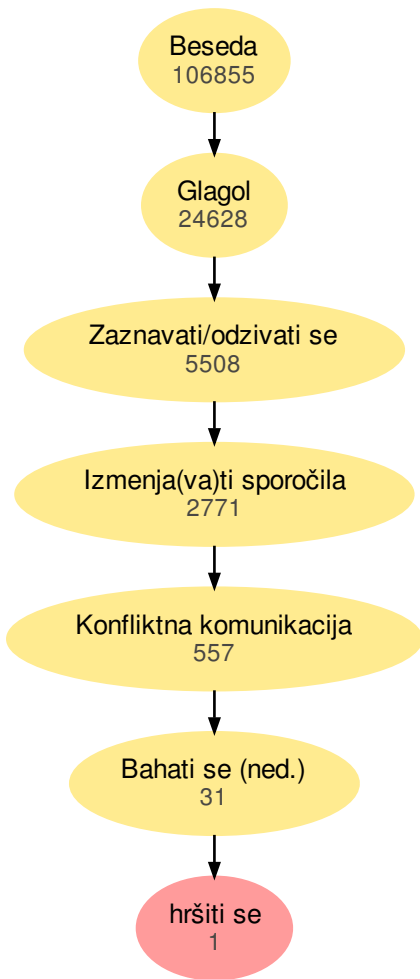 Beseda
106855
Glagol
24628
Zaznavati/odzivati se
5508
Izmenja(va)ti sporočila
2771
Konfliktna komunikacija
557
Bahati se (ned.)
31
hršiti se
1